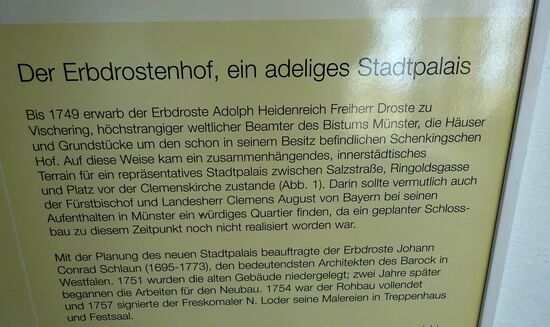 Der Erbdrostenhof, ein adeliges Stadtpalais
Bis 1749 erwarb der Erbdroste Adolph Heidenreich Freiherr Droste zu
Vischering, höchstrangiger weltlicher Beamter des Bistums Münster, die Häuser
und Grundstücke um den schon in seinem Besitz befindlichen Schenkingschen
Hof. Auf diese Weise kam ein zusammenhängendes, innerstädtisches
Terrain für ein repräsentatives Stadtpalais zwischen Salzstraße, Ringoldsgasse
und Platz vor der Clemenskirche zustande (Abb. 1). Darin sollte vermutlich auch
der Fürstbischof und Landesherr Clemens August von Bayern bei seinen
Aufenthalten in Münster ein würdiges Quartier finden, da ein geplanter Schloss-
bau zu diesem Zeitpunkt noch nicht realisiert worden war.
Mit der Planung des neuen Stadtpalais beauftragte der Erbdroste Johann
Conrad Schlaun (1695-1773), den bedeutendsten Architekten des Barock in
Westfalen. 1751 wurden die alten Gebäude niedergelegt; zwei Jahre später
begannen die Arbeiten für den Neubau. 1754 war der Rohbau vollendet
und 1757 signierte der Freskomaler N. Loder seine Malereien in Treppenhaus
und Festsaal.